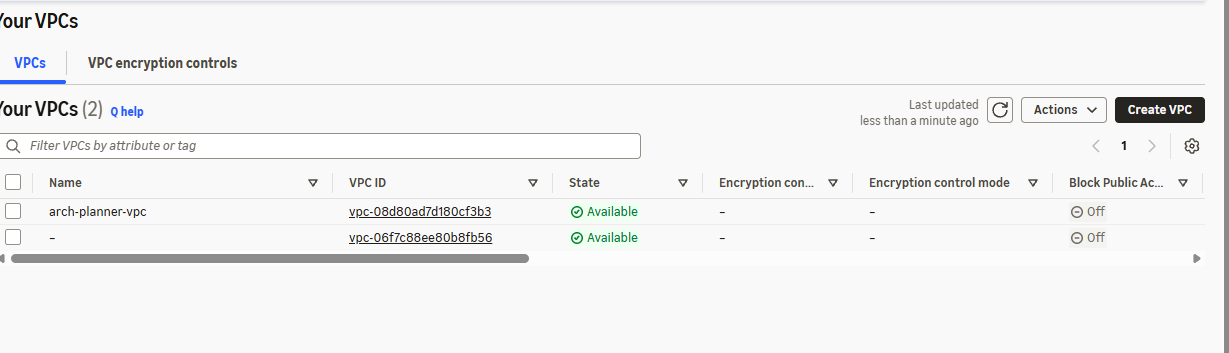 Your VPCs
VPCs
VPC encryption controls
Your VPCs (2) Q help
Last updated
less than a minute ago
Actions
Create VPC
Filter VPCs by attribute or tag
1
Name VPC ID State Encryption con... Encryption control mode Block Public Ac...
arch-planner-vpc vpc-08d80ad7d180cf3b3 Available – – Off
– vpc-06f7c88ee80b8fb56 Available – – Off